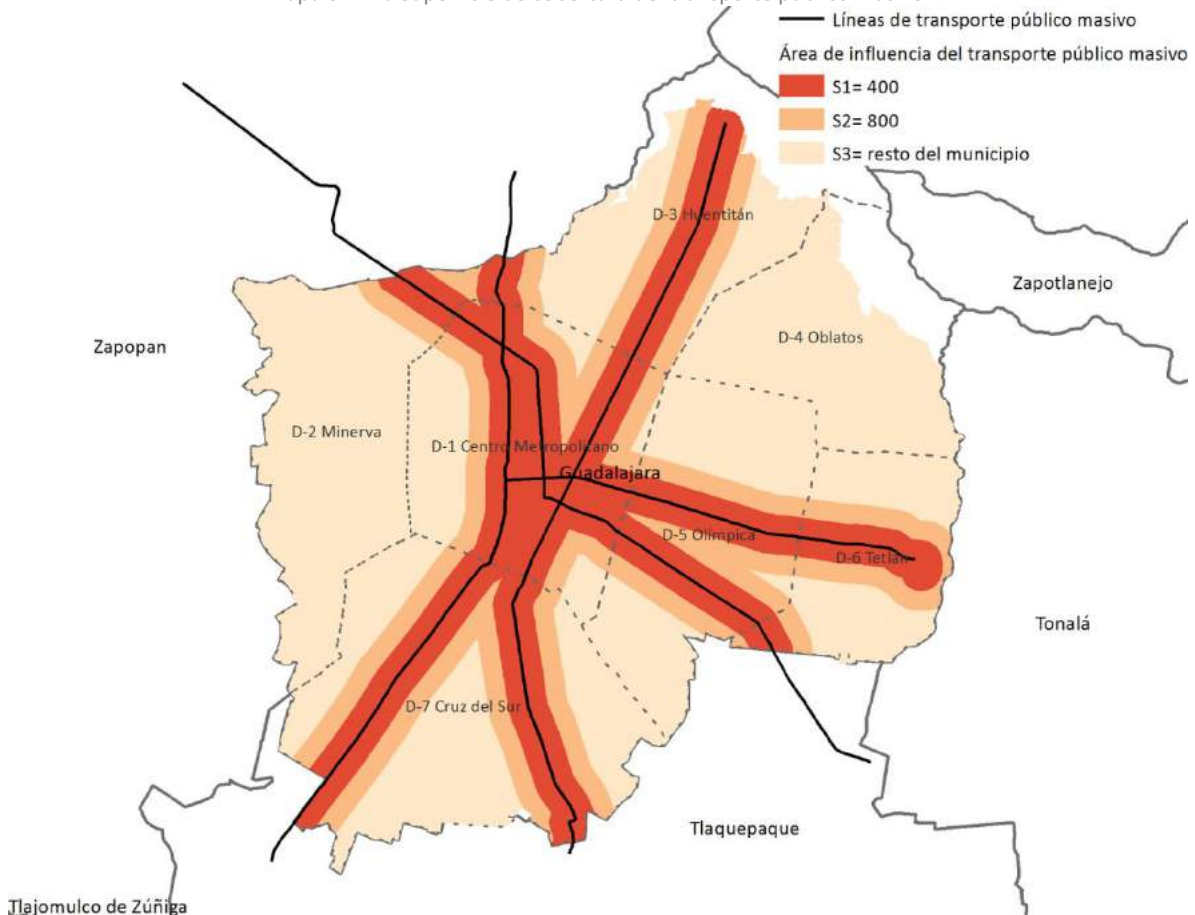 Líneas de transporte público masivo
Área de influencia del transporte público masivo
S1= 400
S2= 800
S3= resto del municipio
D-3 Huentitán
Zapotlanejo
D-4 Oblatos
Zapopan
D-2 Minerva
D-1 Centro Metropolitano
Guadalajara
D-5 Olímpica
D-6 Tetlán
Tonalá
D-7 Cruz del Sur
Tlaquepaque
Tlajomulco de Zúñiga